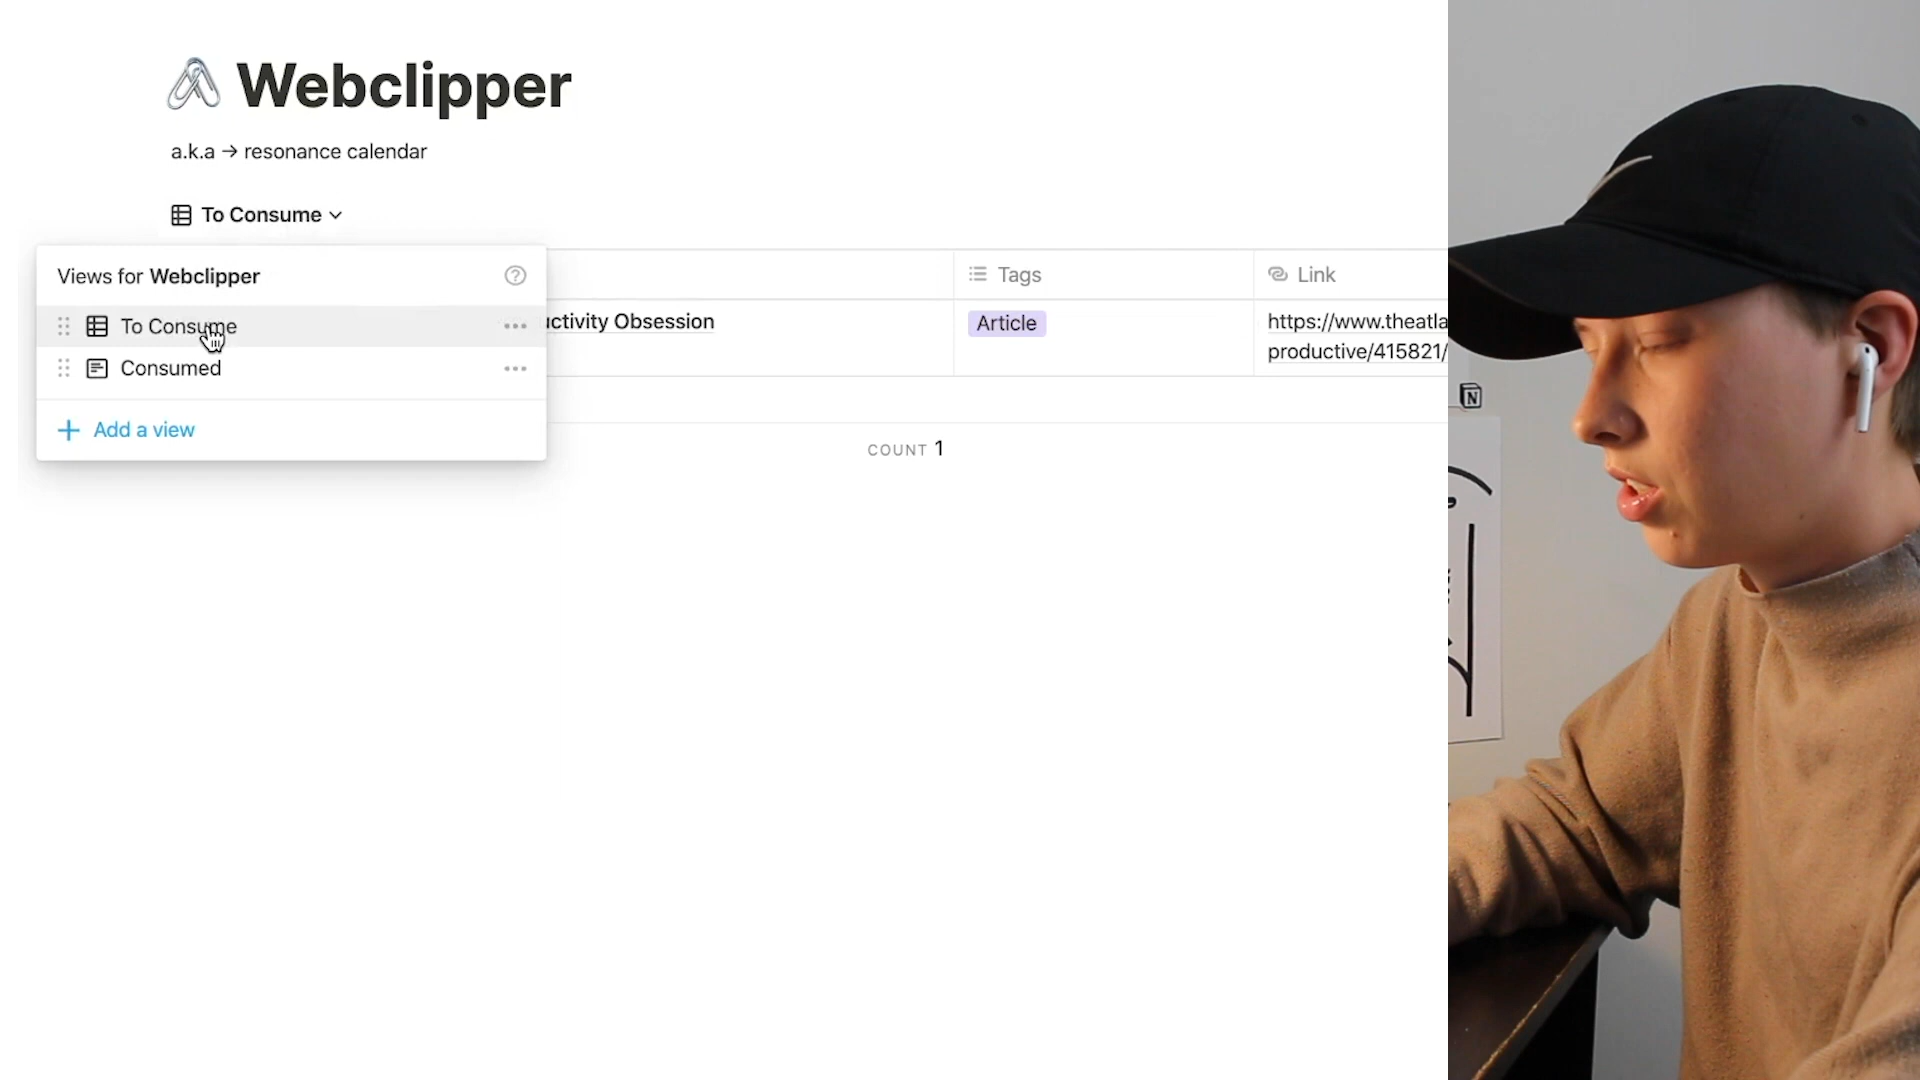 Webclipper
a.k.a → resonance calendar
To Consume
Views for Webclipper
To Consume
Consumed
Add a view
Tags
Link
uctivity Obsession
Article
https://www.theatla
productive/415821/
COUNT 1
N